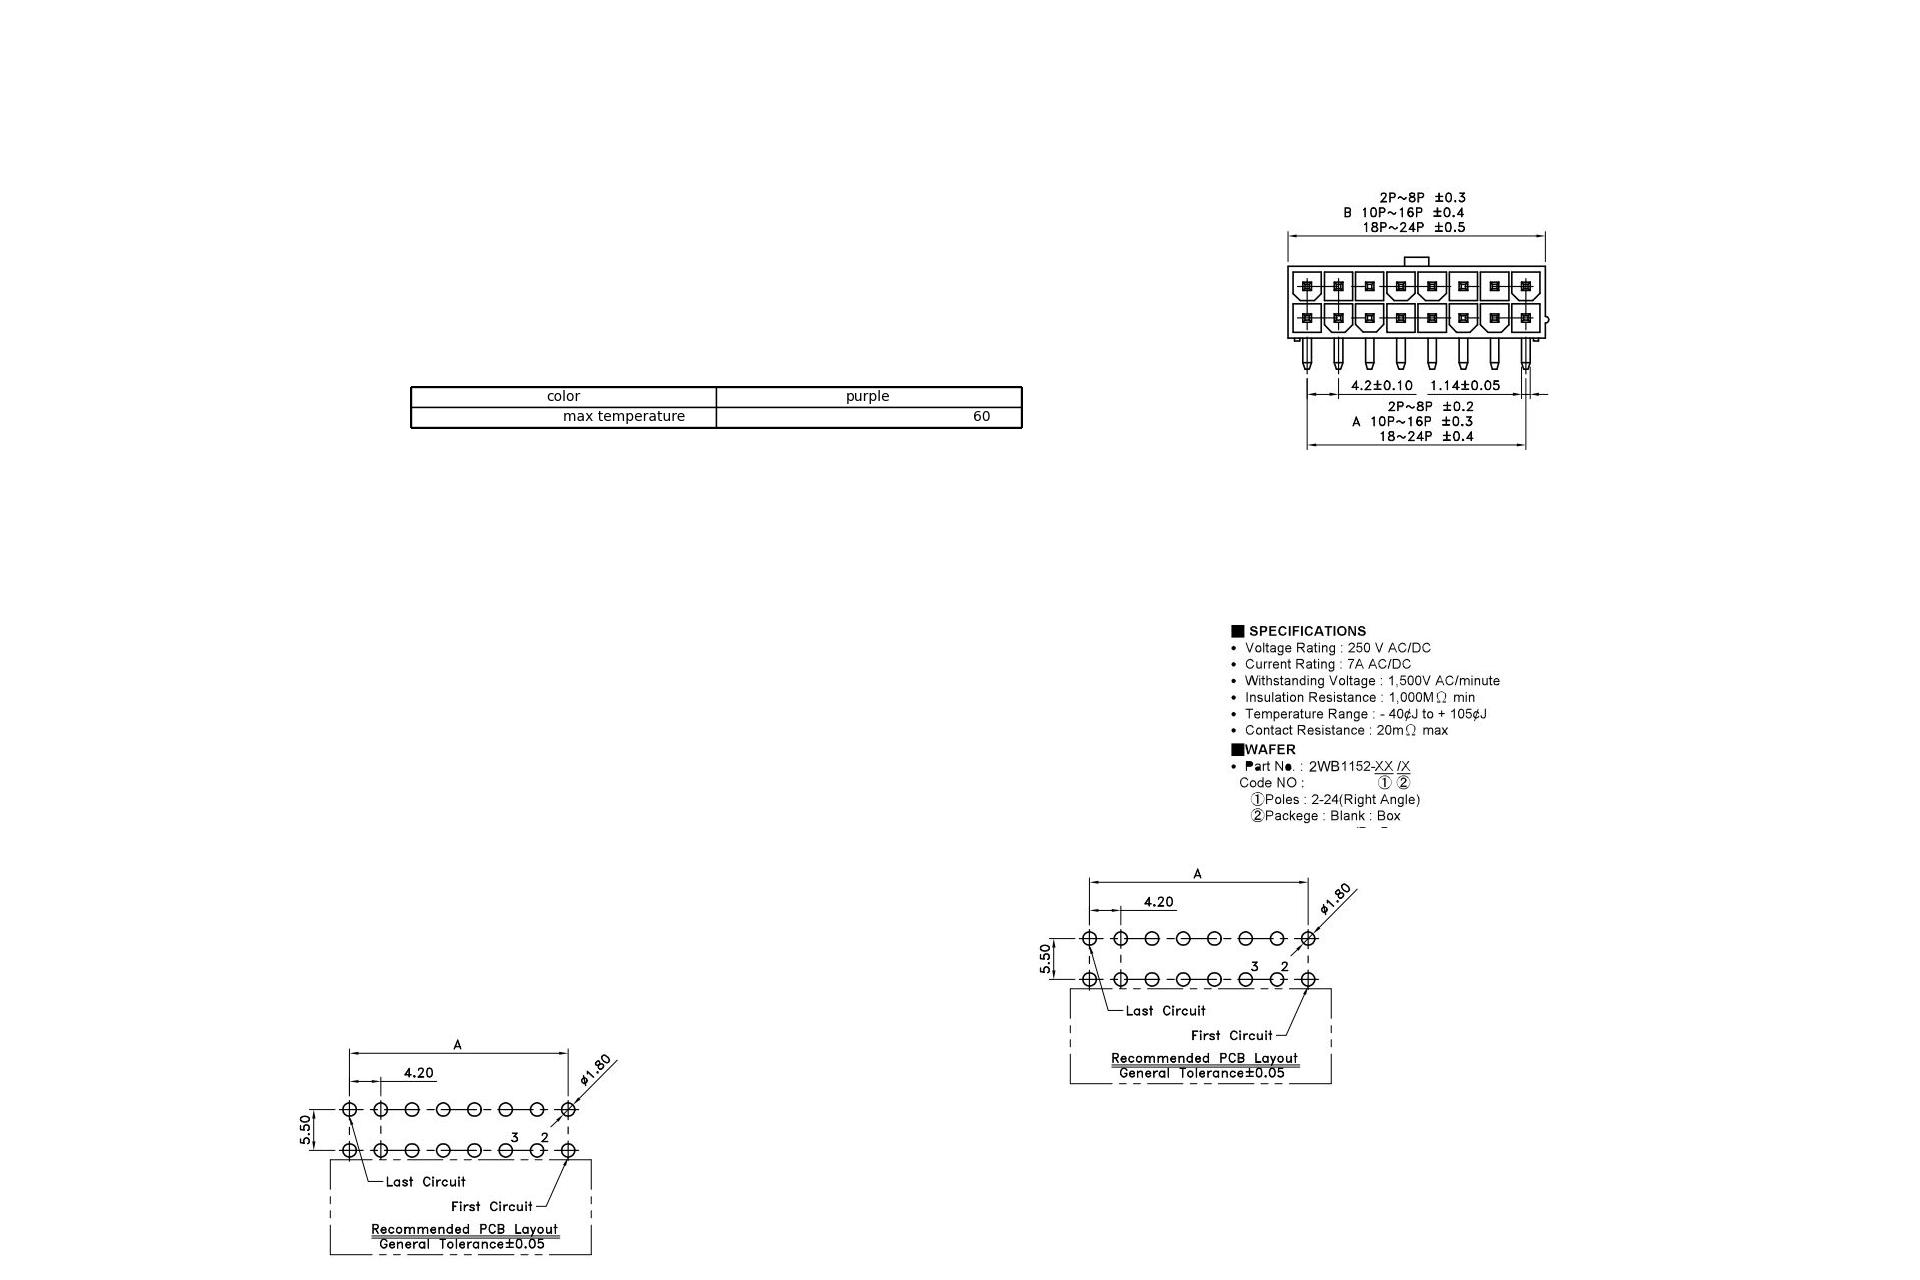 2P~8P ±0.3
B 10P~16P ±0.4
18P~24P ±0.5
color purple
max temperature 60
4.2±0.10 1.14±0.05
2P~8P ±0.2
A 10P~16P ±0.3
18~24P ±0.4
■ SPECIFICATIONS
• Voltage Rating : 250 V AC/DC
• Current Rating : 7A AC/DC
• Withstanding Voltage : 1,500V AC/minute
• Insulation Resistance : 1,000MΩ min
• Temperature Range : - 40¢J to + 105¢J
• Contact Resistance : 20mΩ max
■WAFER
• Part No. : 2WB1152-XX /X
Code NO : ① ②
①Poles : 2-24(Right Angle)
②Packege : Blank : Box
A
4.20
ø1.80
5.50
3 2
Last Circuit
First Circuit
Recommended PCB Layout
General Tolerance±0.05
A
4.20
ø1.80
5.50
3 2
Last Circuit
First Circuit
Recommended PCB Layout
General Tolerance±0.05